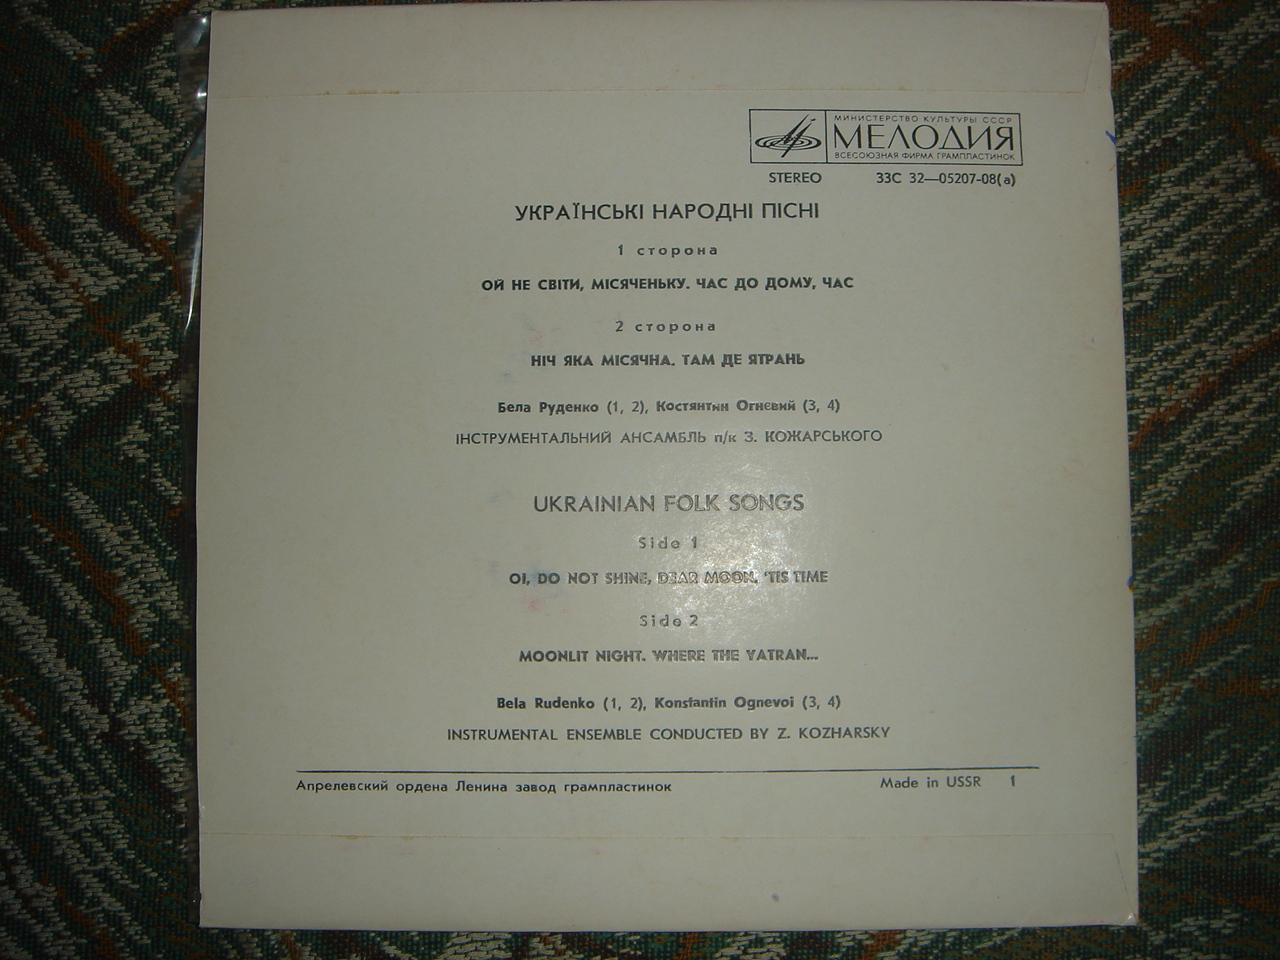 МИНИСТЕРСТВО КУЛЬТУРЫ СССР
МЕЛОДИЯ
ВСЕСОЮЗНАЯ ФИРМА ГРАМПЛАСТИНОК
STEREO 33С 32—05207-08(а)
УКРАЇНСЬКІ НАРОДНІ ПІСНІ
1 сторона
ОЙ НЕ СВІТИ, МІСЯЧЕНЬКУ. ЧАС ДО ДОМУ, ЧАС
2 сторона
НІЧ ЯКА МІСЯЧНА. ТАМ ДЕ ЯТРАНЬ
Бела Руденко (1, 2), Костянтин Огнєвий (3, 4)
ІНСТРУМЕНТАЛЬНИЙ АНСАМБЛЬ п/к З. КОЖАРСЬКОГО
UKRAINIAN FOLK SONGS
Side 1
OI, DO NOT SHINE, DEAR MOON, 'TIS TIME
Side 2
MOONLIT NIGHT. WHERE THE YATRAN...
Bela Rudenko (1, 2), Konstantin Ognevoi (3, 4)
INSTRUMENTAL ENSEMBLE CONDUCTED BY Z. KOZHARSKY
Апрелевский ордена Ленина завод грампластинок Made in USSR 1